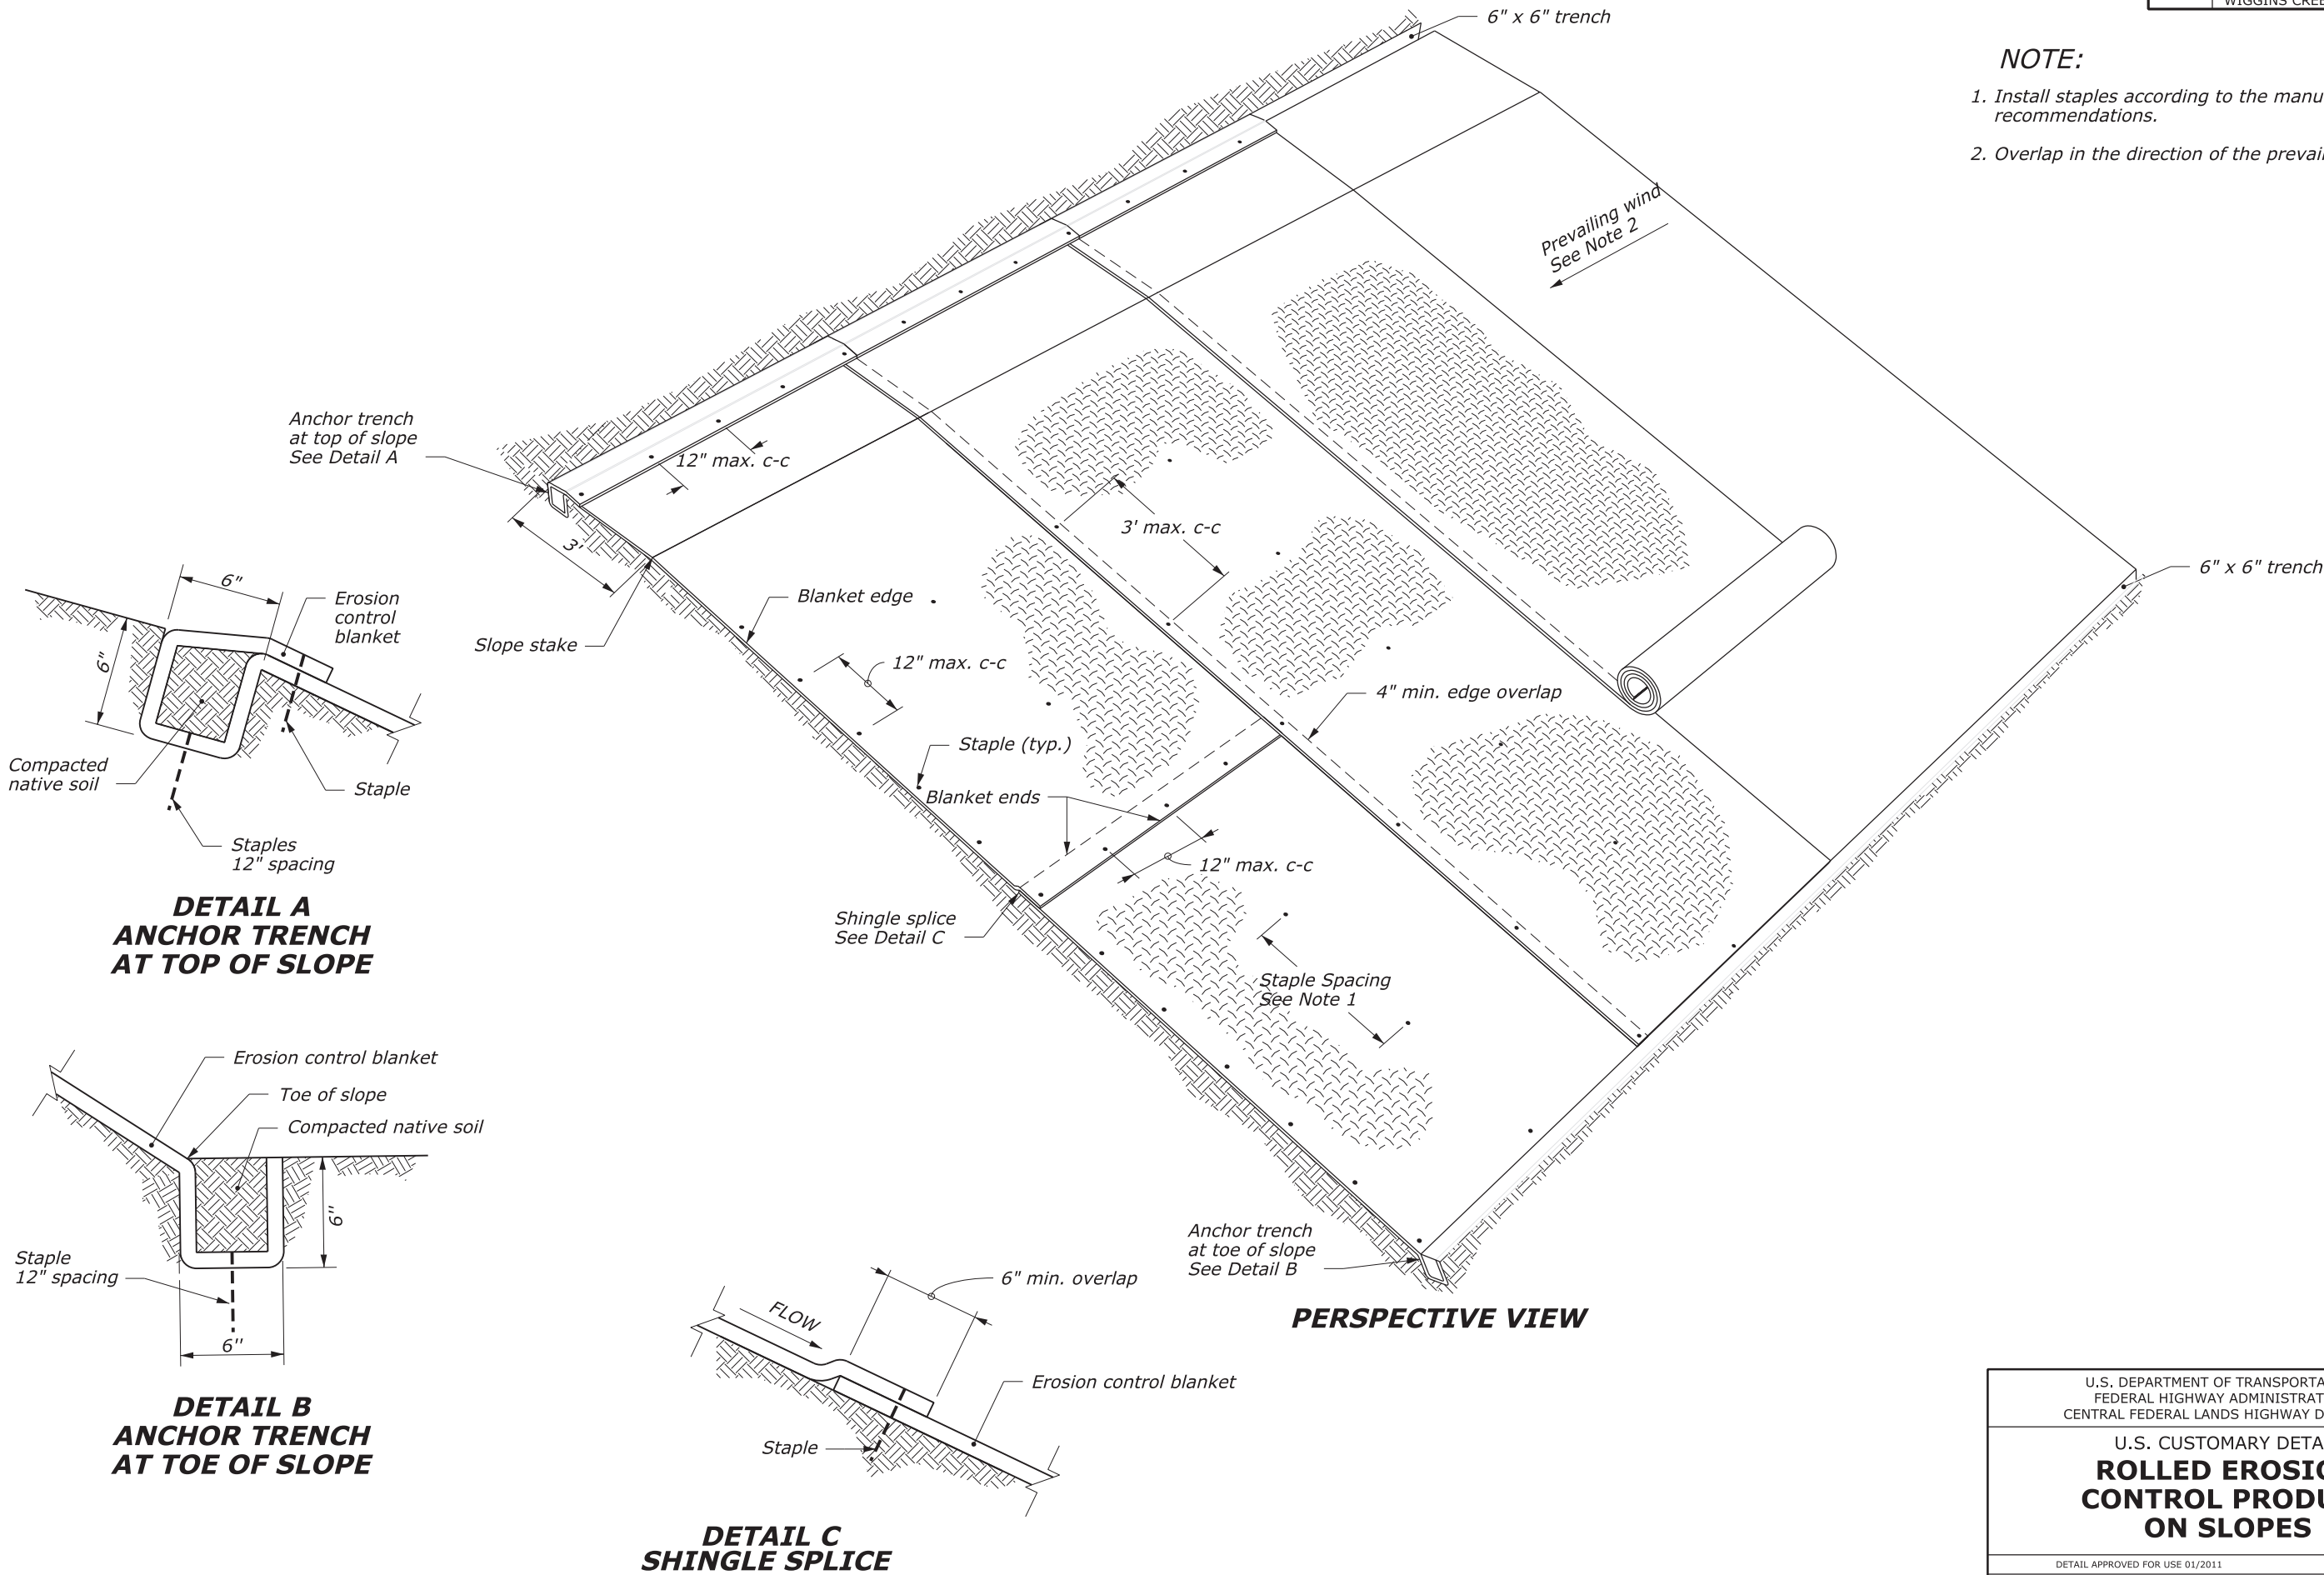 WIGGINS CREE
6" x 6" trench
NOTE:
1. Install staples according to the manu
recommendations.
2. Overlap in the direction of the prevail
Prevailing wind
See Note 2
Anchor trench
at top of slope
See Detail A
12" max. c-c
3' max. c-c
3'
6" x 6" trench
Blanket edge
Slope stake
12" max. c-c
4" min. edge overlap
Staple (typ.)
Blanket ends
12" max. c-c
Shingle splice
See Detail C
Staple Spacing
See Note 1
Anchor trench
at toe of slope
See Detail B
PERSPECTIVE VIEW
6"
Erosion
control
blanket
6"
Compacted
native soil
Staple
Staples
12" spacing
DETAIL A
ANCHOR TRENCH
AT TOP OF SLOPE
Erosion control blanket
Toe of slope
Compacted native soil
6"
Staple
12" spacing
6"
DETAIL B
ANCHOR TRENCH
AT TOE OF SLOPE
6" min. overlap
FLOW
Erosion control blanket
Staple
DETAIL C
SHINGLE SPLICE
U.S. DEPARTMENT OF TRANSPORTA
FEDERAL HIGHWAY ADMINISTRAT
CENTRAL FEDERAL LANDS HIGHWAY D
U.S. CUSTOMARY DETA
ROLLED EROSIO
CONTROL PRODU
ON SLOPES
DETAIL APPROVED FOR USE 01/2011